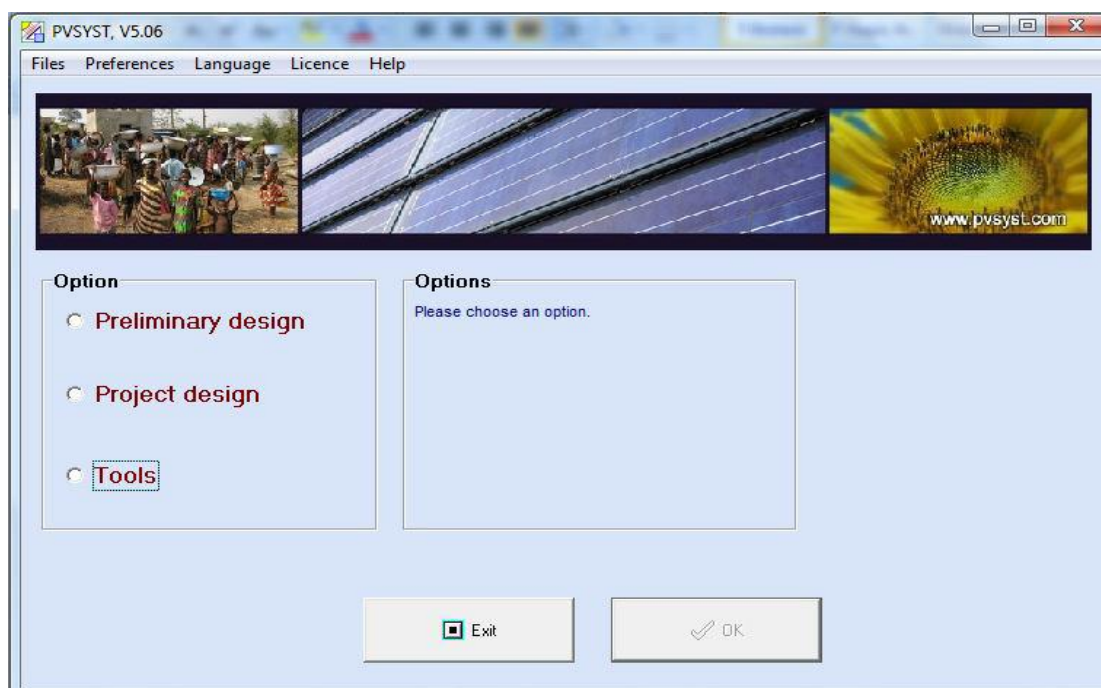 PVSYST, V5.06
Files Preferences Language Licence Help
www.pvsyst.com
Option
Preliminary design
Project design
Tools
Options
Please choose an option.
Exit
OK